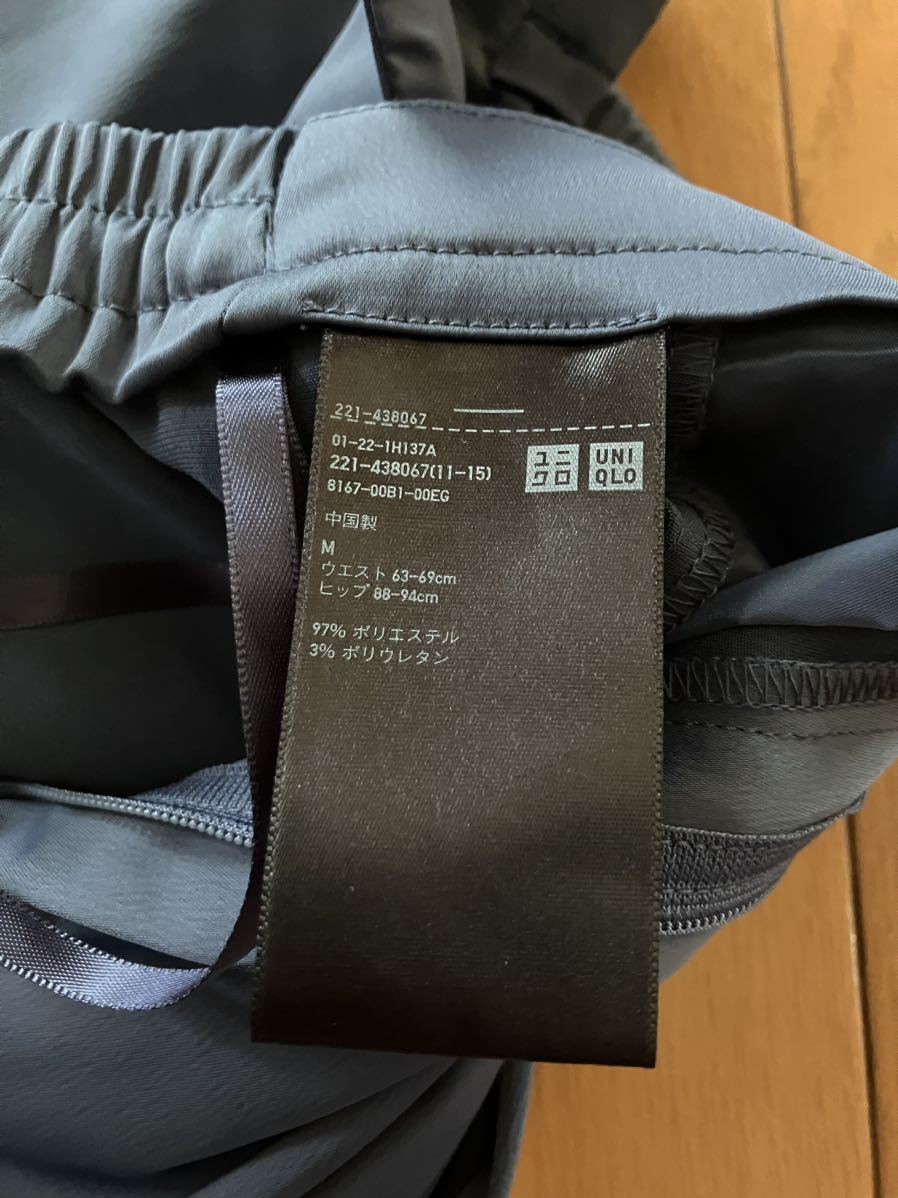 221-438067
01-22-1H137A
221-438067(11-15)
8167-00B1-00EG
ユニ
クロ
UNI
QLO
中国製
M
ウエスト 63-69cm
ヒップ 88-94cm
97% ポリエステル
3% ポリウレタン